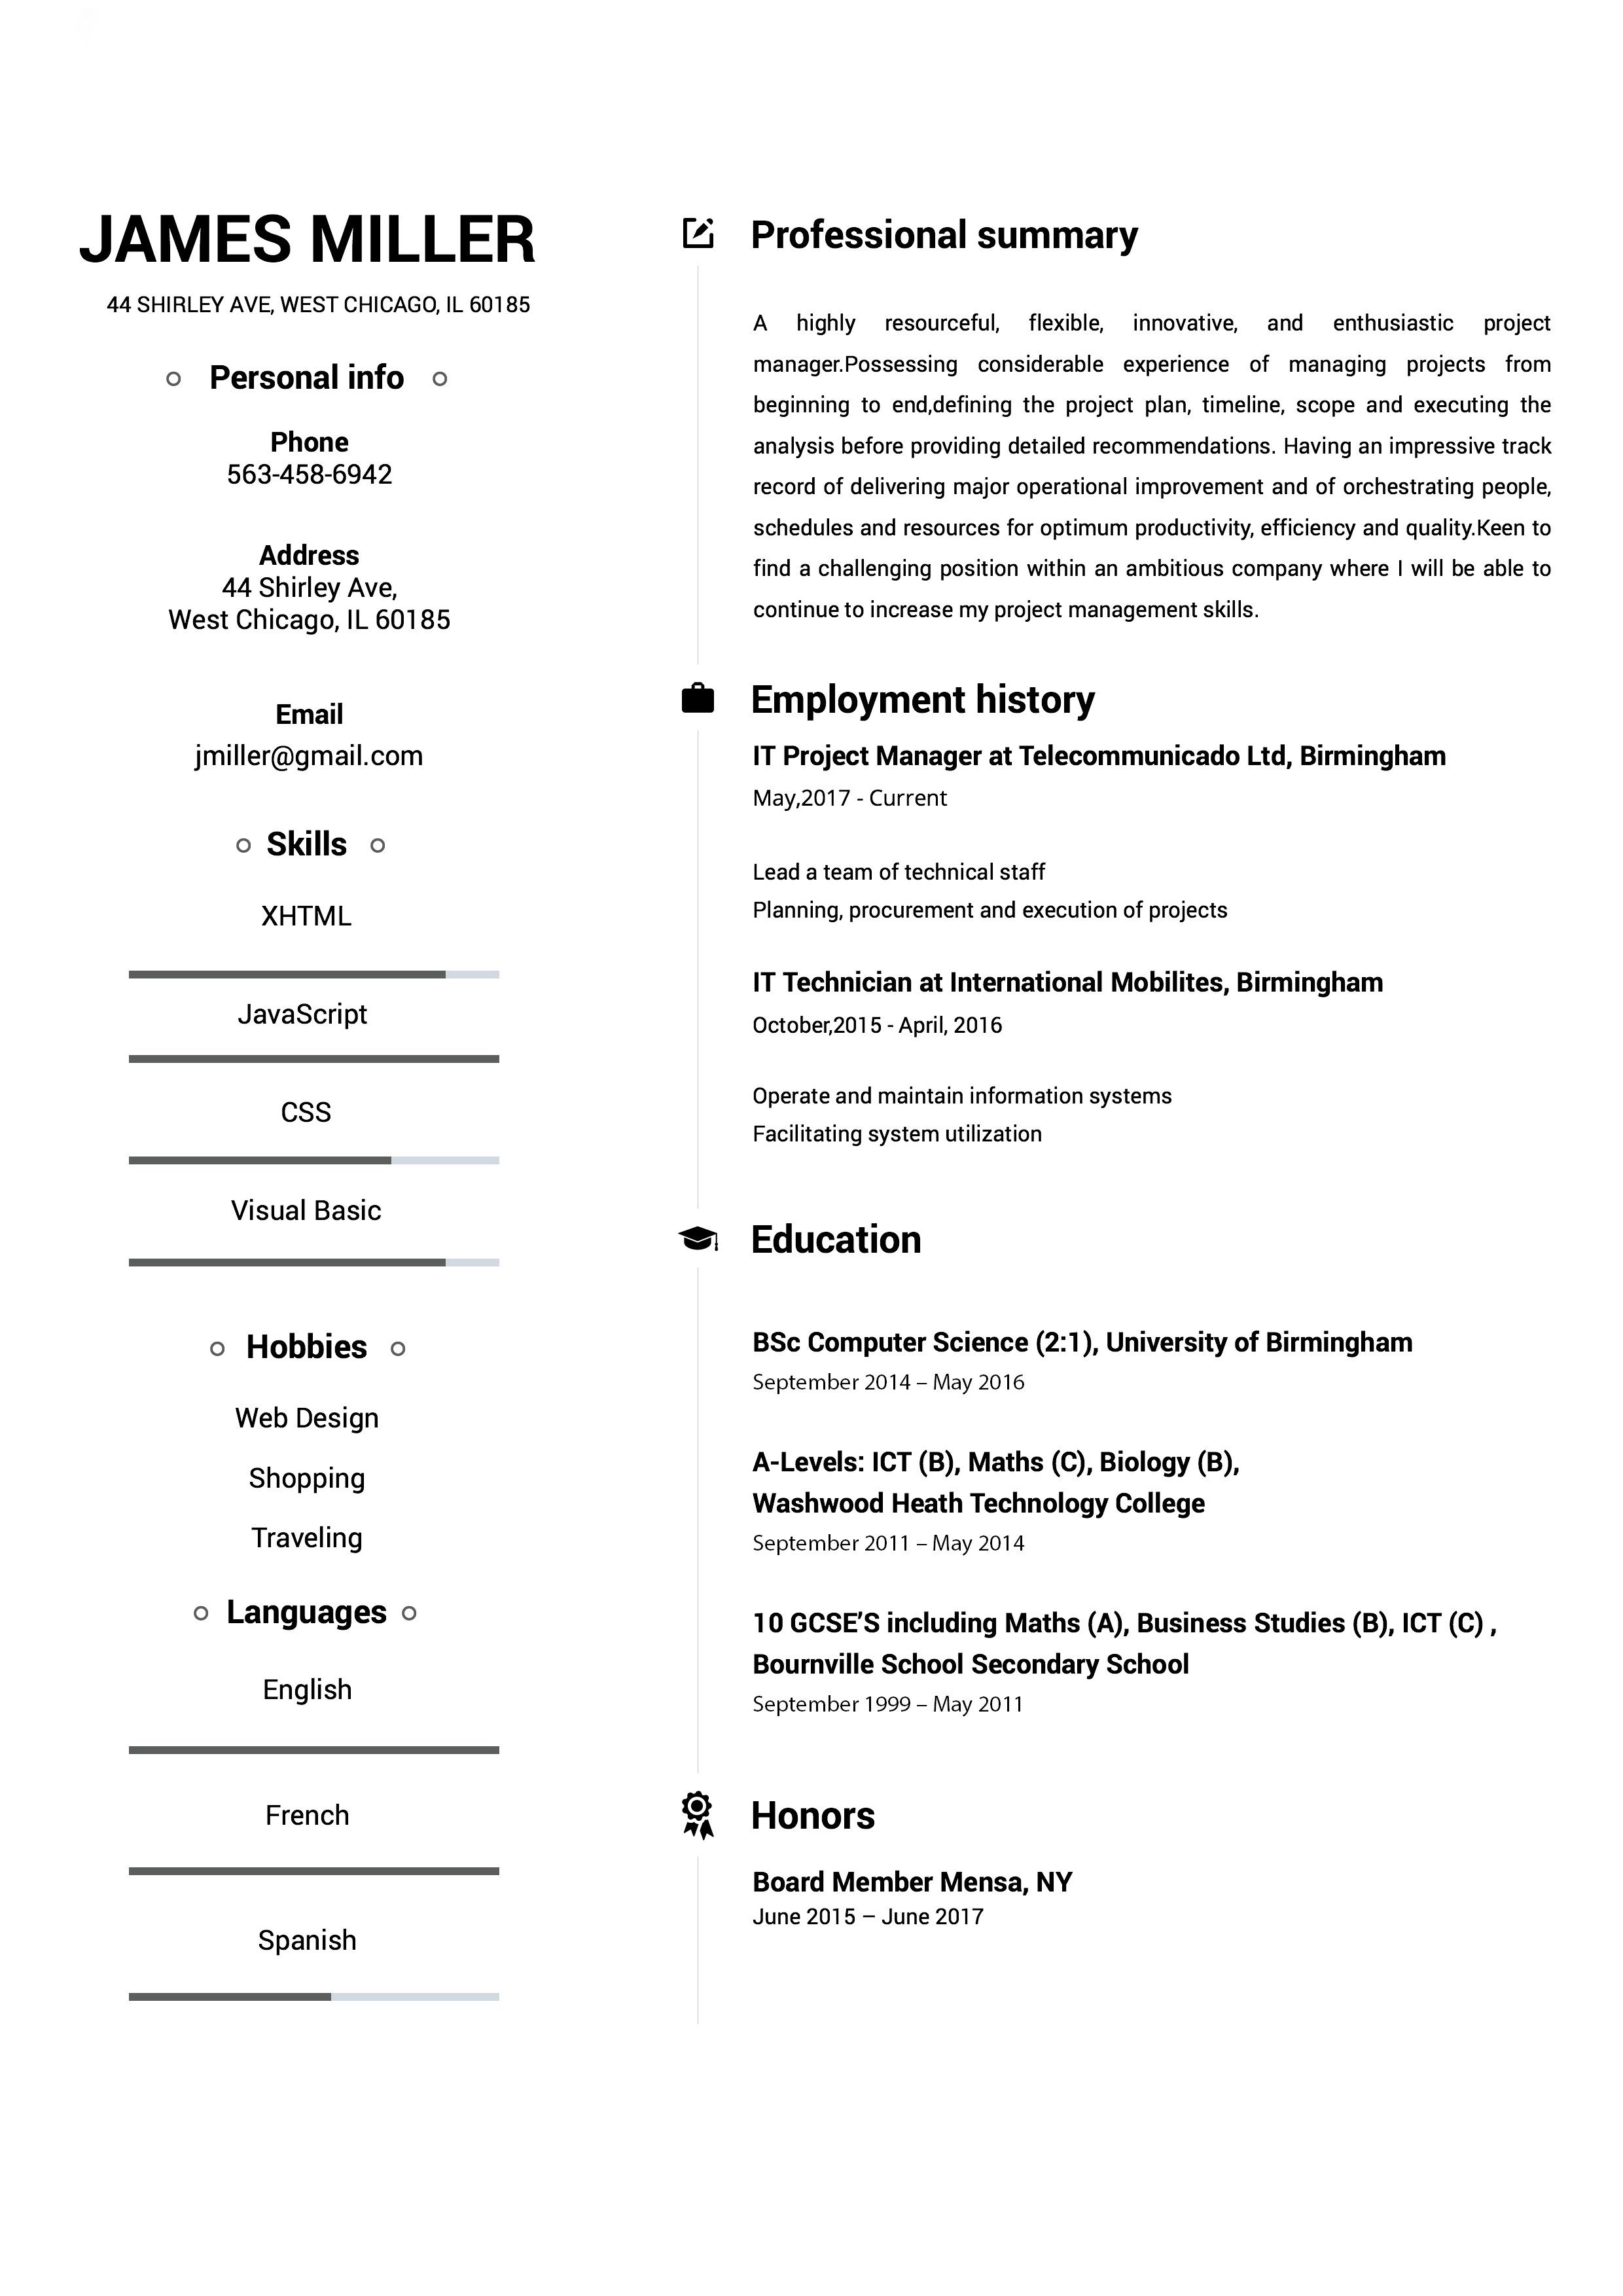 JAMES MILLER
44 SHIRLEY AVE, WEST CHICAGO, IL 60185
Personal info
Phone
563-458-6942
Address
44 Shirley Ave,
West Chicago, IL 60185
Email
jmiller@gmail.com
Skills
XHTML
JavaScript
CSS
Visual Basic
Hobbies
Web Design
Shopping
Traveling
Languages
English
French
Spanish
Professional summary
A highly resourceful, flexible, innovative, and enthusiastic project
manager.Possessing considerable experience of managing projects from
beginning to end,defining the project plan, timeline, scope and executing the
analysis before providing detailed recommendations. Having an impressive track
record of delivering major operational improvement and of orchestrating people,
schedules and resources for optimum productivity, efficiency and quality.Keen to
find a challenging position within an ambitious company where I will be able to
continue to increase my project management skills.
Employment history
IT Project Manager at Telecommunicado Ltd, Birmingham
May,2017 - Current
Lead a team of technical staff
Planning, procurement and execution of projects
IT Technician at International Mobilites, Birmingham
October,2015 - April, 2016
Operate and maintain information systems
Facilitating system utilization
Education
BSc Computer Science (2:1), University of Birmingham
September 2014 – May 2016
A-Levels: ICT (B), Maths (C), Biology (B),
Washwood Heath Technology College
September 2011 – May 2014
10 GCSE’S including Maths (A), Business Studies (B), ICT (C) ,
Bournville School Secondary School
September 1999 – May 2011
Honors
Board Member Mensa, NY
June 2015 – June 2017